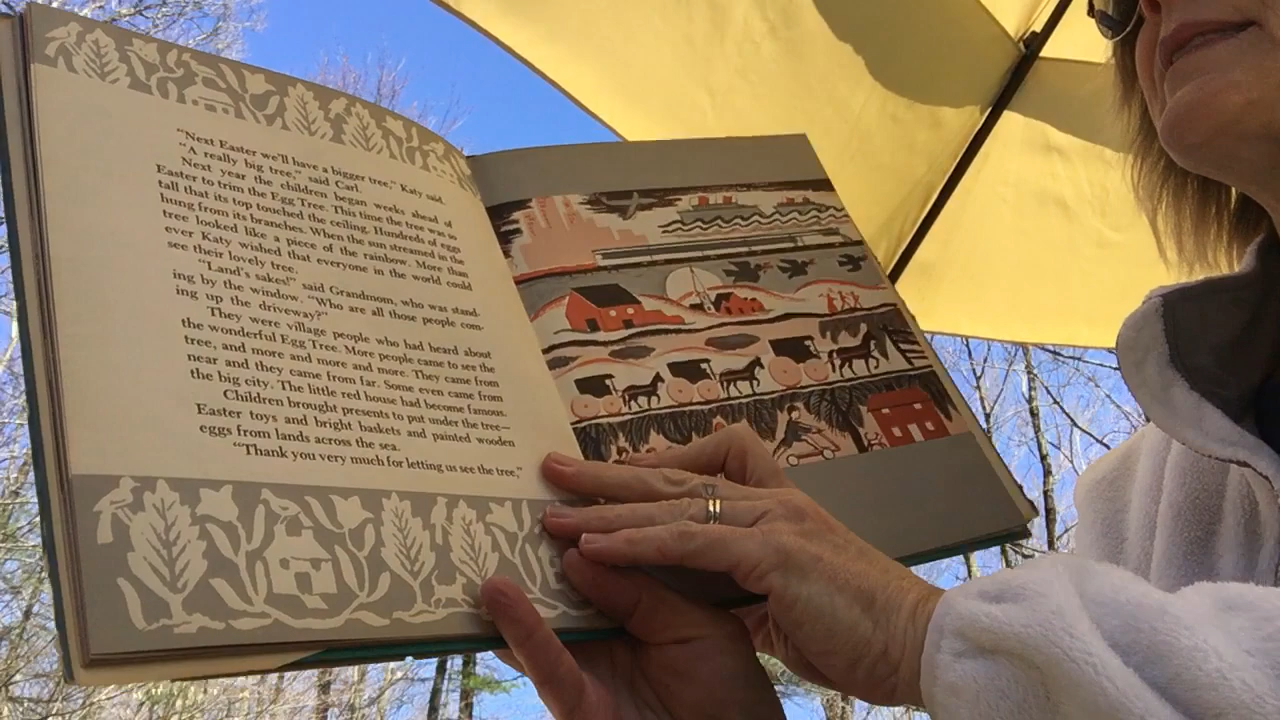 “Next Easter we’ll have a bigger tree,” Katy said.
“A really big tree,” said Carl.
Next year the children began weeks ahead of
Easter to trim the Egg Tree. This time the tree was so
tall that its top touched the ceiling. Hundreds of eggs
hung from its branches. When the sun streamed in the
tree looked like a piece of the rainbow. More than
ever Katy wished that everyone in the world could
see their lovely tree.
“Land’s sakes!” said Grandmom, who was stand-
ing by the window. “Who are all those people com-
ing up the driveway?”
They were village people who had heard about
the wonderful Egg Tree. More people came to see the
tree, and more and more and more. They came from
near and they came from far. Some even came from
the big city. The little red house had become famous.
Children brought presents to put under the tree—
Easter toys and bright baskets and painted wooden
eggs from lands across the sea.
“Thank you very much for letting us see the tree,”